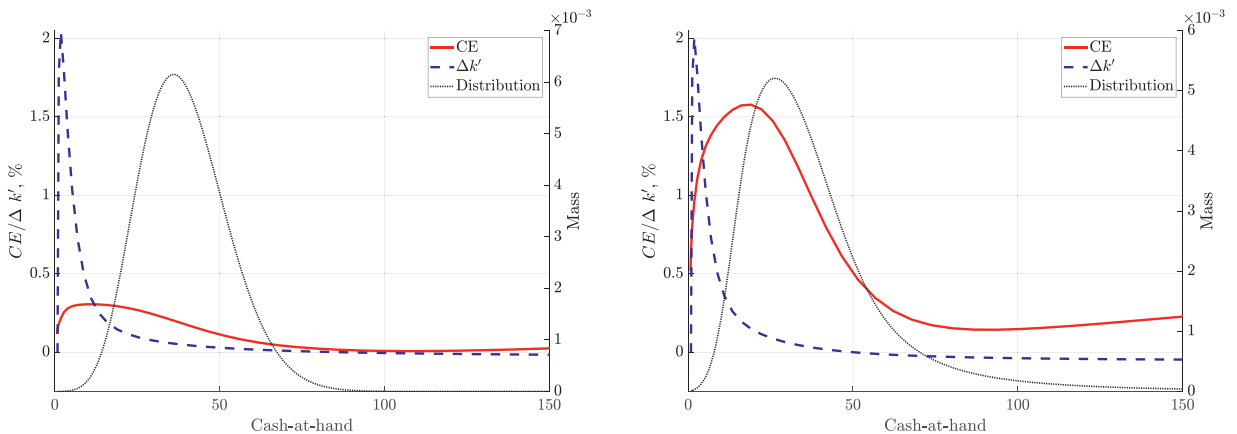 ×10⁻³
2
1.5
1
0.5
0
CE/Δ k′, %
7
6
5
4
3
2
1
0
Mass
CE
Δk′
Distribution
0
50
100
150
Cash-at-hand
×10⁻³
2
1.5
1
0.5
0
CE/Δ k′, %
6
5
4
3
2
1
0
Mass
CE
Δk′
Distribution
0
50
100
150
Cash-at-hand